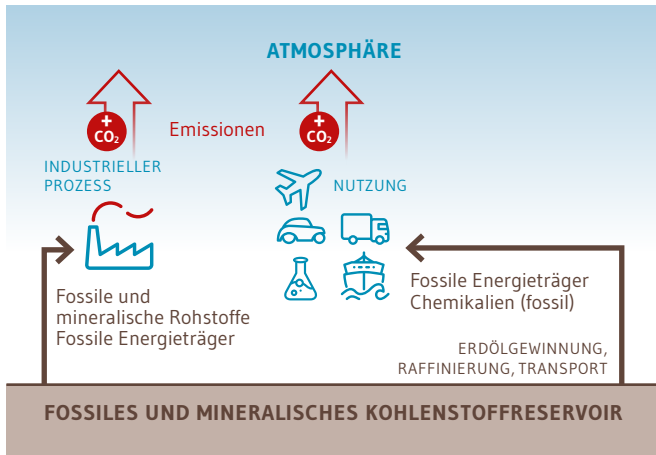 ATMOSPHÄRE
+
CO₂
Emissionen
+
CO₂
INDUSTRIELLER
PROZESS
NUTZUNG
Fossile und
mineralische Rohstoffe
Fossile Energieträger
Fossile Energieträger
Chemikalien (fossil)
ERDÖLGEWINNUNG,
RAFFINIERUNG, TRANSPORT
FOSSILES UND MINERALISCHES KOHLENSTOFFRESERVOIR